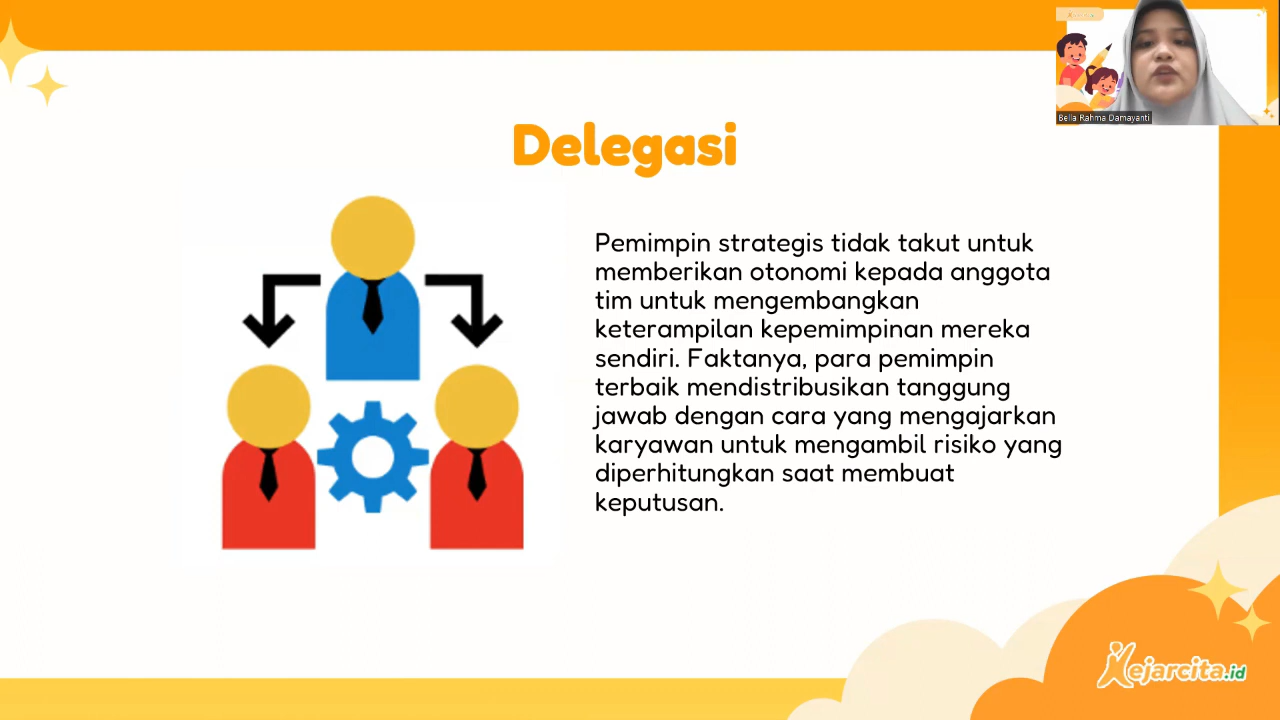 Bella Rahma Damayanti
Delegasi
Pemimpin strategis tidak takut untuk
memberikan otonomi kepada anggota
tim untuk mengembangkan
keterampilan kepemimpinan mereka
sendiri. Faktanya, para pemimpin
terbaik mendistribusikan tanggung
jawab dengan cara yang mengajarkan
karyawan untuk mengambil risiko yang
diperhitungkan saat membuat
keputusan.
Kejarcita.id